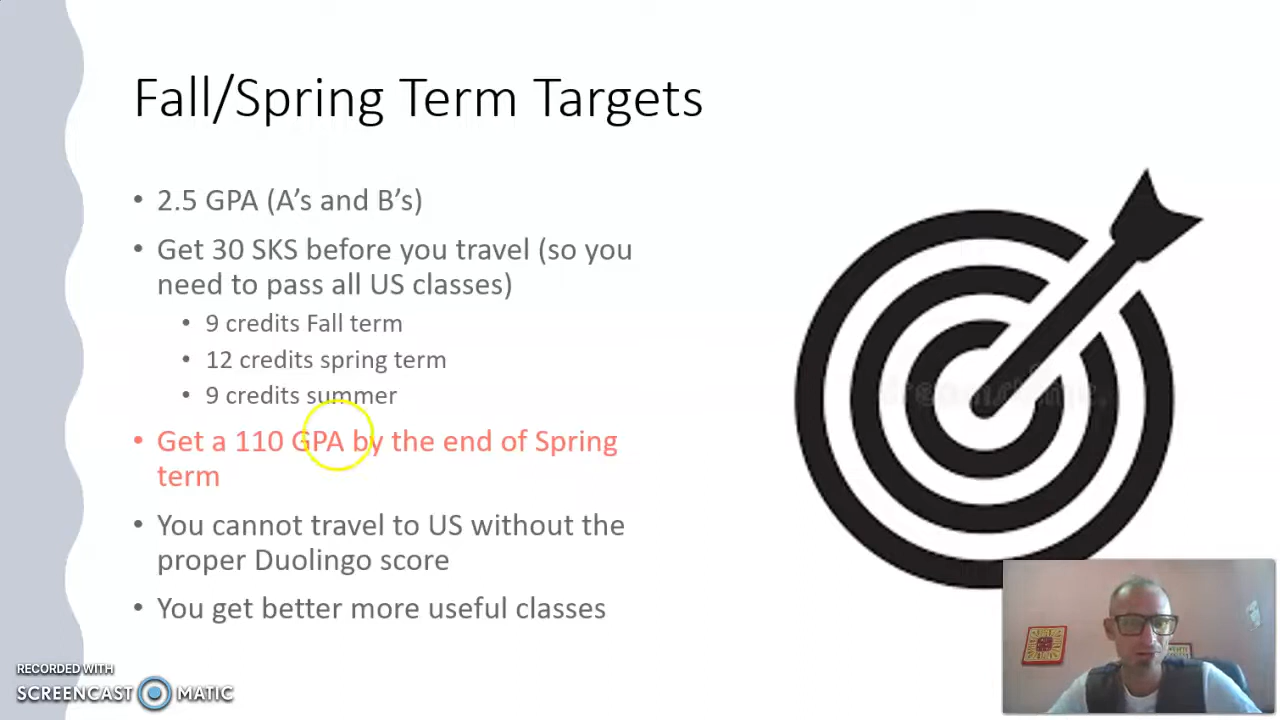 Fall/Spring Term Targets
• 2.5 GPA (A’s and B’s)
• Get 30 SKS before you travel (so you
need to pass all US classes)
• 9 credits Fall term
• 12 credits spring term
• 9 credits summer
• Get a 110 GPA by the end of Spring
term
• You cannot travel to US without the
proper Duolingo score
• You get better more useful classes
RECORDED WITH
SCREENCAST MATIC